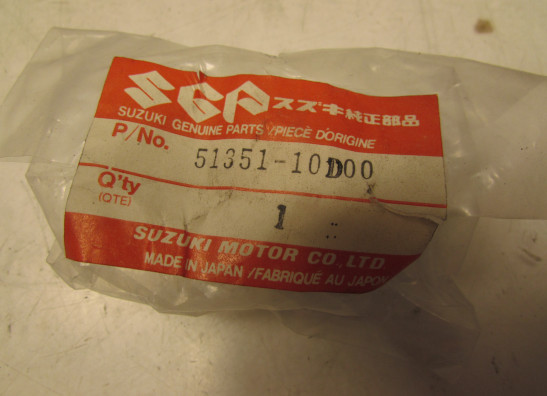 SGP スズキ純正部品
SUZUKI GENUINE PARTS/PIECE D'ORIGINE
P/No.
51351-10D00
Q'ty
(QTE)
1
SUZUKI MOTOR CO.,LTD
MADE IN JAPAN/FABRIQUÉ AU JAPON